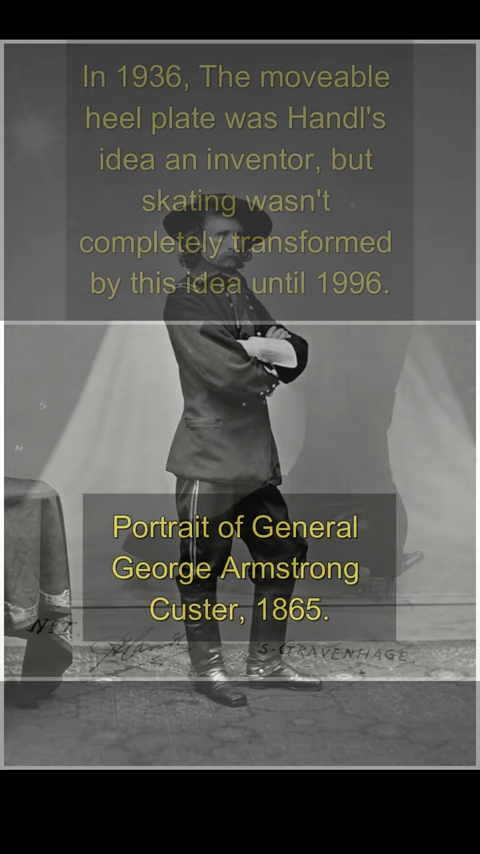 In 1936, The moveable
heel plate was Handl's
idea an inventor, but
skating wasn't
completely transformed
by this idea until 1996.
Portrait of General
George Armstrong
Custer, 1865.
S-GRAVENHAGE